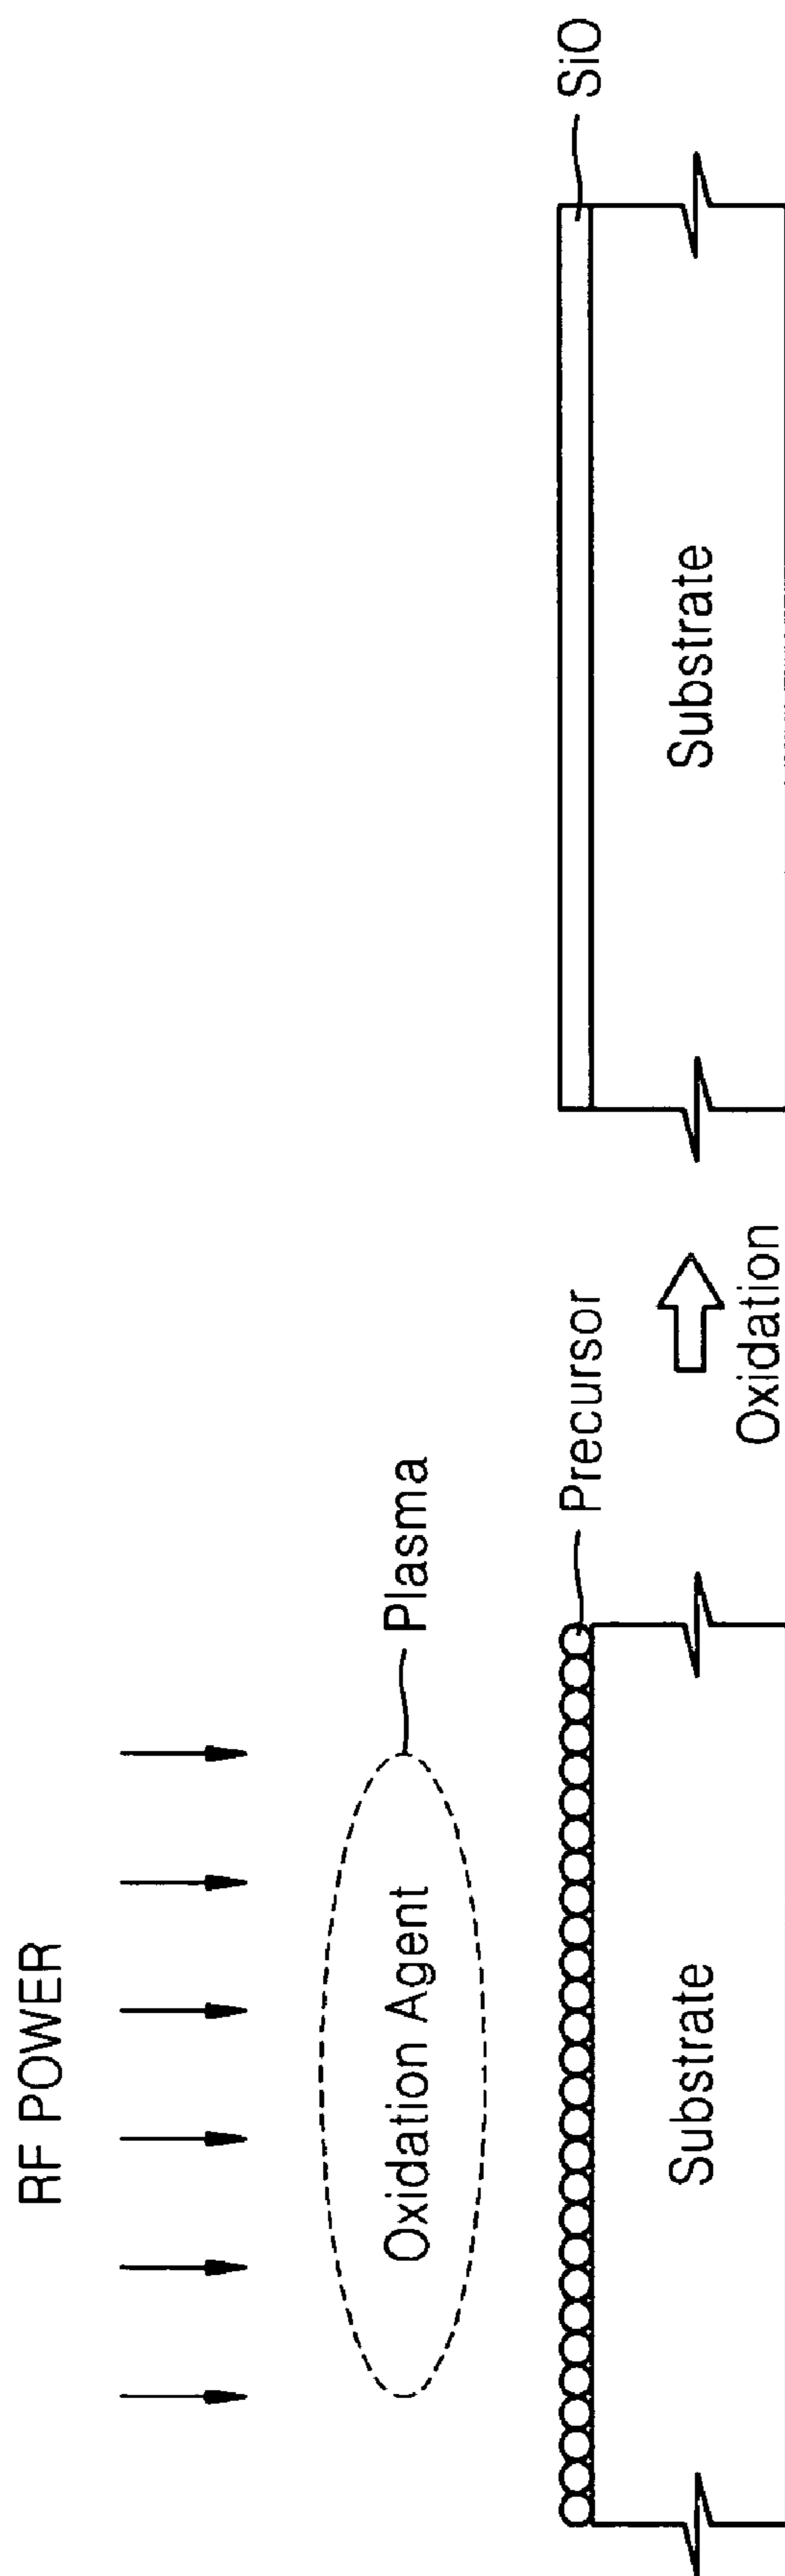 RF POWER
Oxidation Agent
Plasma
Precursor
Substrate
Oxidation
SiO
Substrate